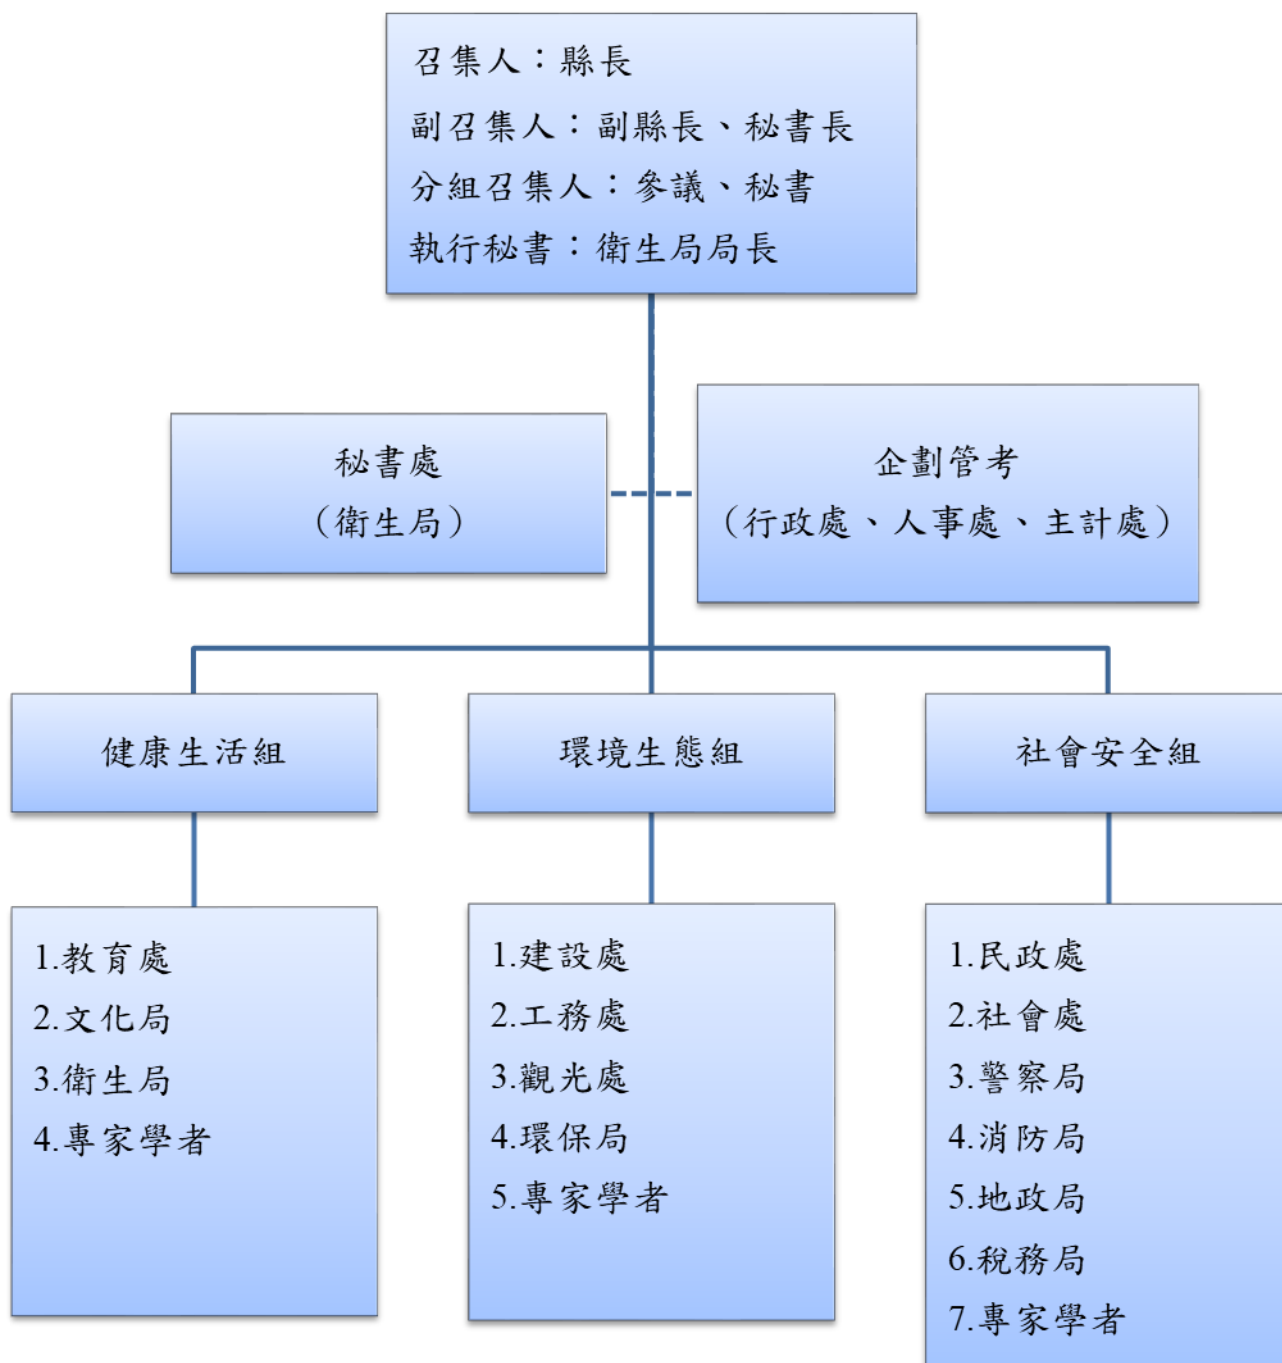 召集人：縣長
副召集人：副縣長、秘書長
分組召集人：參議、秘書
執行秘書：衛生局局長
秘書處
（衛生局）
企劃管考
（行政處、人事處、主計處）
健康生活組
環境生態組
社會安全組
1.教育處
2.文化局
3.衛生局
4.專家學者
1.建設處
2.工務處
3.觀光處
4.環保局
5.專家學者
1.民政處
2.社會處
3.警察局
4.消防局
5.地政局
6.稅務局
7.專家學者